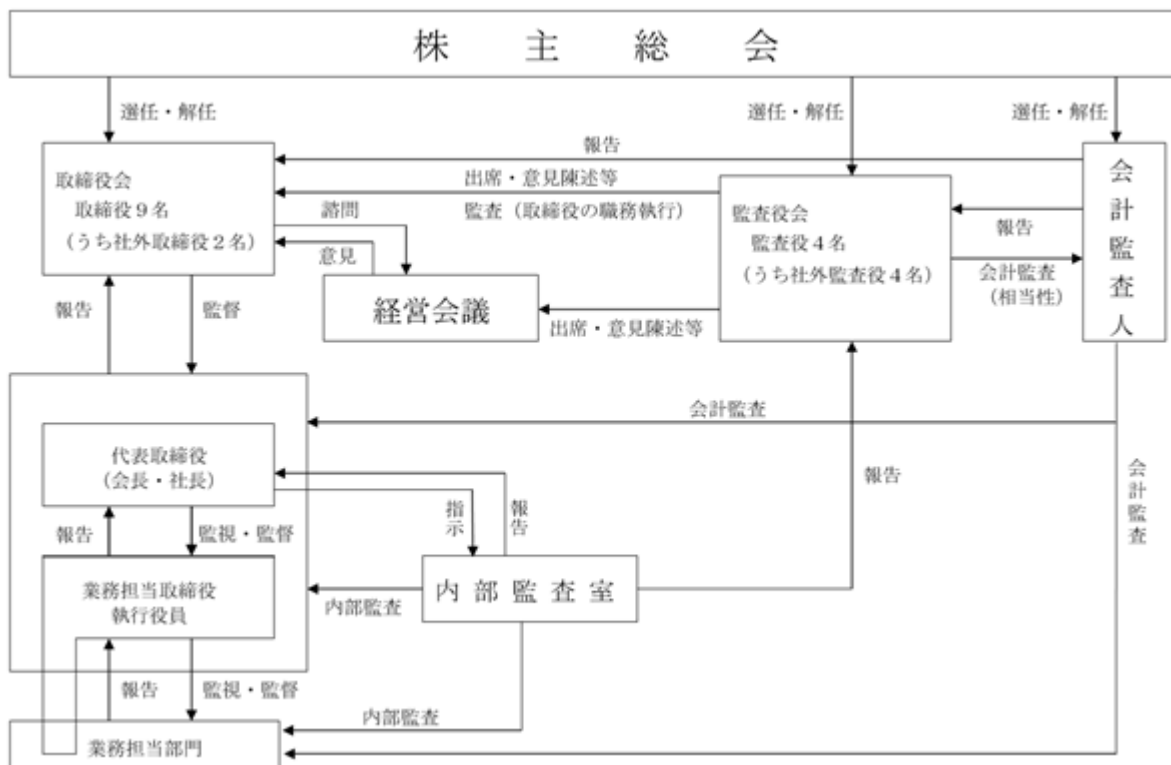 株主総会
選任・解任
選任・解任
選任・解任
報告
取締役会
取締役９名
（うち社外取締役２名）
出席・意見陳述等
監査（取締役の職務執行）
諮問
意見
監査役会
監査役４名
（うち社外監査役４名）
会計監査人
報告
会計監査
（相当性）
経営会議
出席・意見陳述等
報告
監督
会計監査
代表取締役
（会長・社長）
指示
報告
報告
会計監査
報告
監視・監督
業務担当取締役
執行役員
内部監査
内部監査室
報告
監視・監督
内部監査
業務担当部門